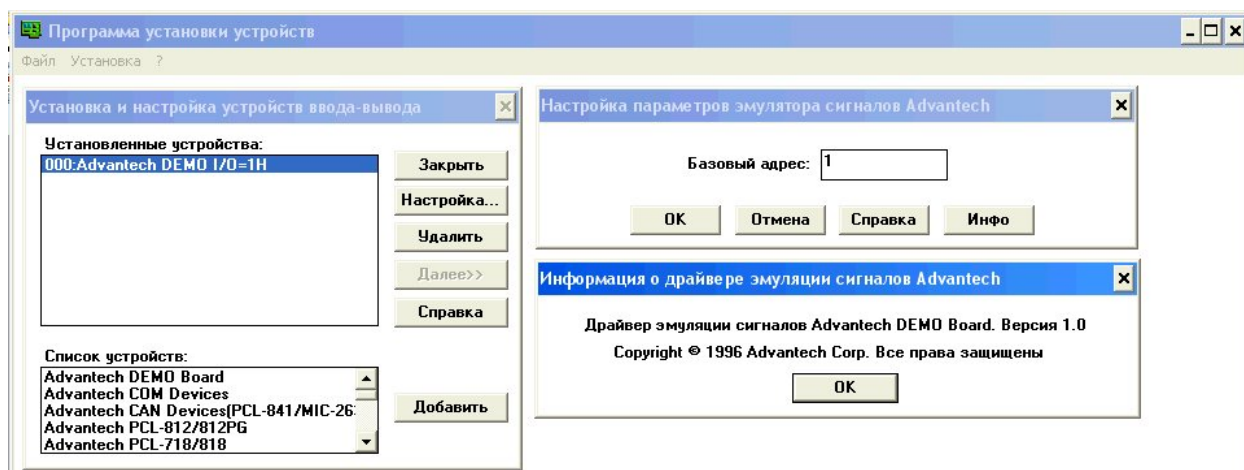 Программа установки устройств
Файл Установка ?
Установка и настройка устройств ввода-вывода
Установленные устройства:
000:Advantech DEMO I/O=1H
Закрыть
Настройка...
Удалить
Далее>>
Справка
Список устройств:
Advantech DEMO Board
Advantech COM Devices
Advantech CAN Devices(PCL-841/MIC-26
Advantech PCL-812/812PG
Advantech PCL-718/818
Добавить
Настройка параметров эмулятора сигналов Advantech
Базовый адрес: 1
OK Отмена Справка Инфо
Информация о драйвере эмуляции сигналов Advantech
Драйвер эмуляции сигналов Advantech DEMO Board. Версия 1.0
Copyright © 1996 Advantech Corp. Все права защищены
OK